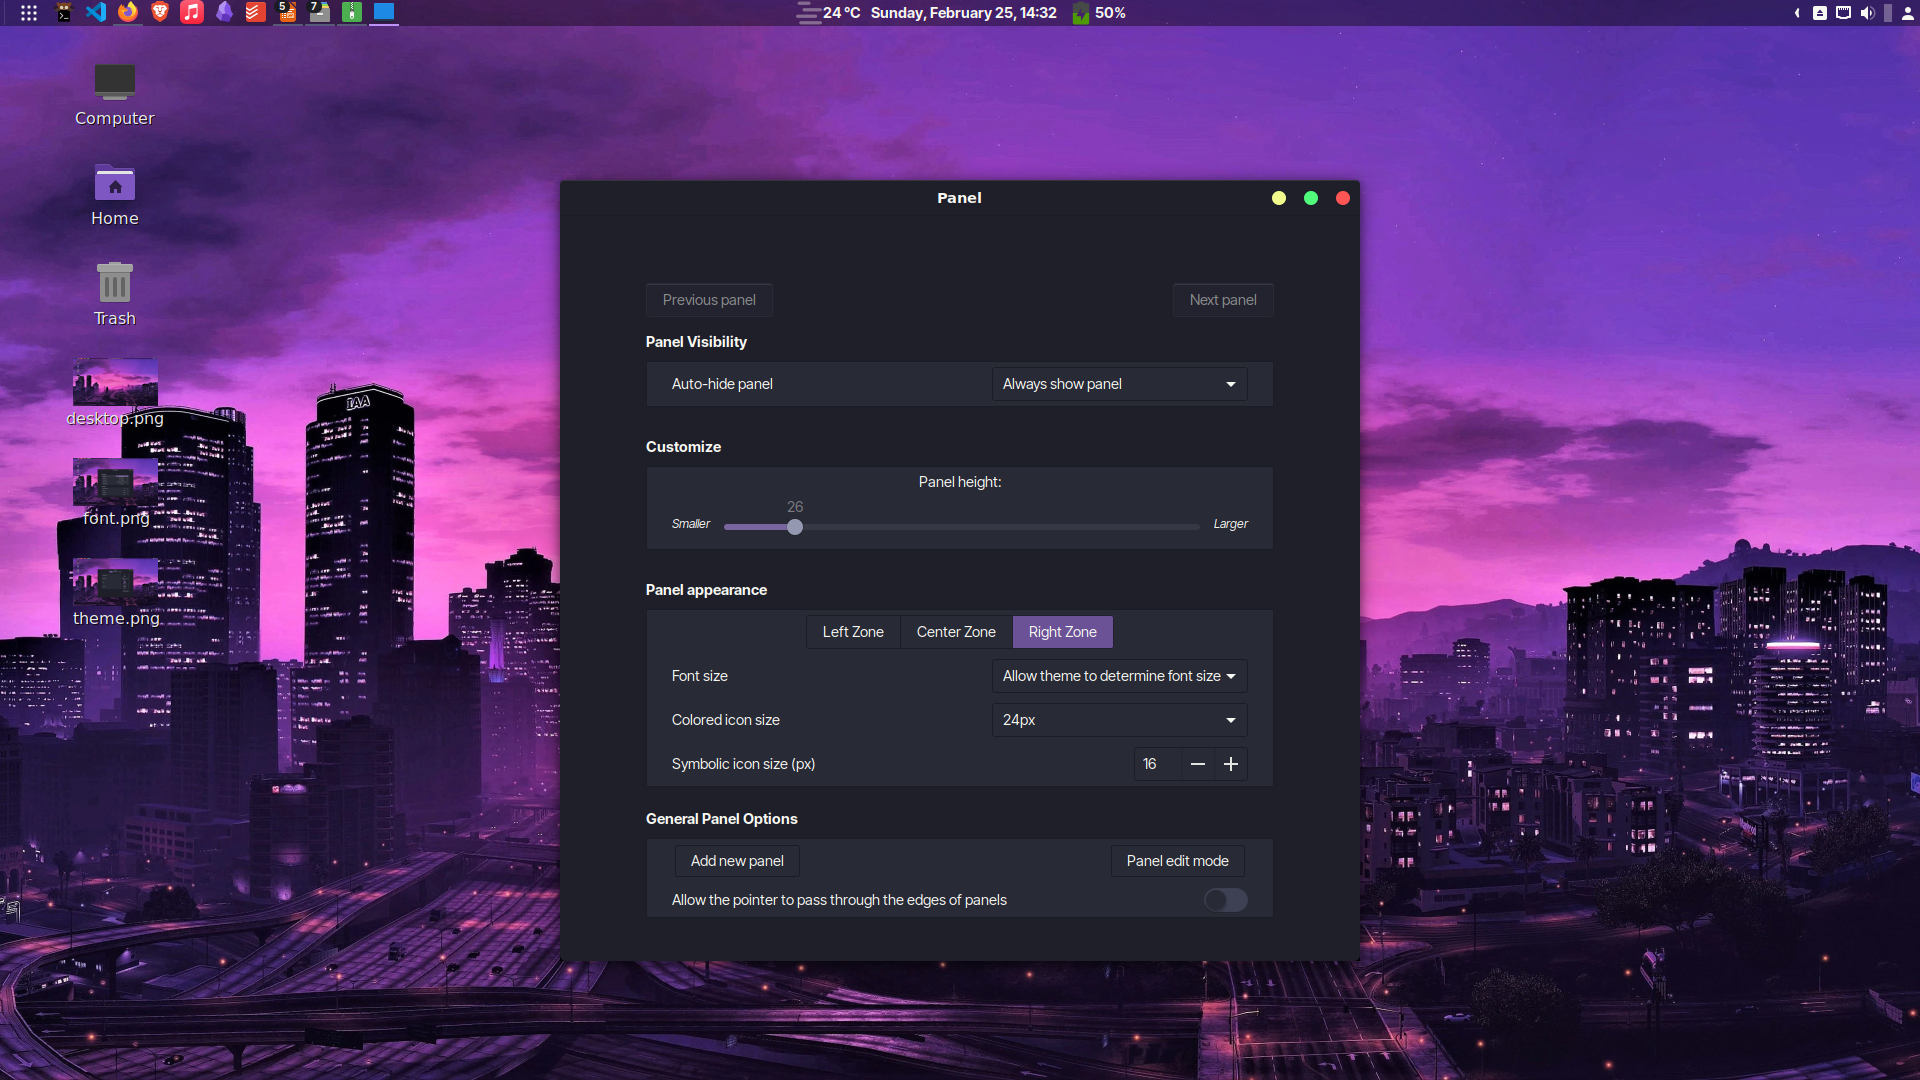 5
7
24 °C Sunday, February 25, 14:32 50%
Computer
Home
Trash
desktop.png
font.png
theme.png
IAA
Panel
Previous panel
Next panel
Panel Visibility
Auto-hide panel
Always show panel
Customize
Panel height:
26
Smaller
Larger
Panel appearance
Left Zone
Center Zone
Right Zone
Font size
Allow theme to determine font size
Colored icon size
24px
Symbolic icon size (px)
16
General Panel Options
Add new panel
Panel edit mode
Allow the pointer to pass through the edges of panels